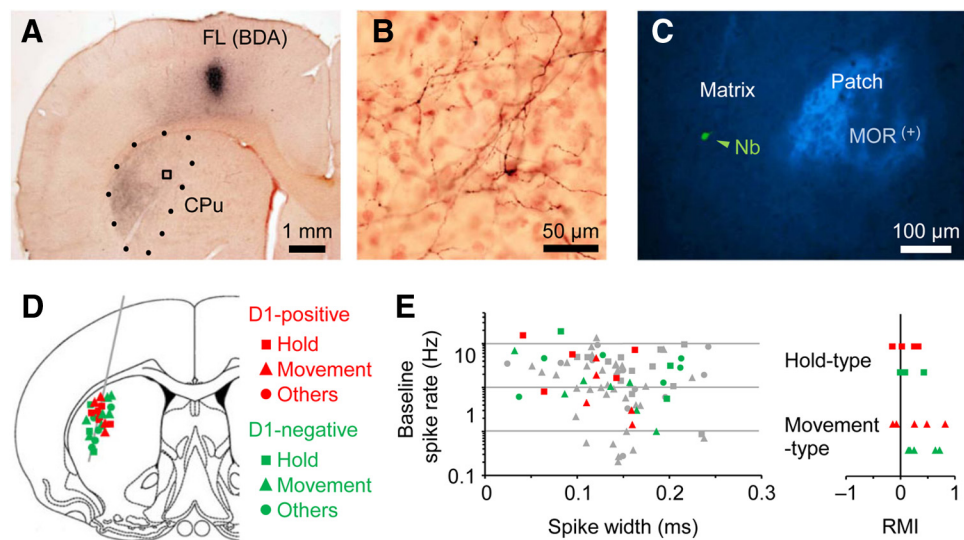 A
FL (BDA)
CPu
1 mm
B
50 µm
C
Matrix
Patch
MOR (+)
Nb
100 µm
D
D1-positive
Hold
Movement
Others
D1-negative
Hold
Movement
Others
E
Baseline
spike rate (Hz)
10
1
1
0.1
0
0.1
0.2
0.3
Spike width (ms)
Hold-type
Movement
-type
–1
0
1
RMI